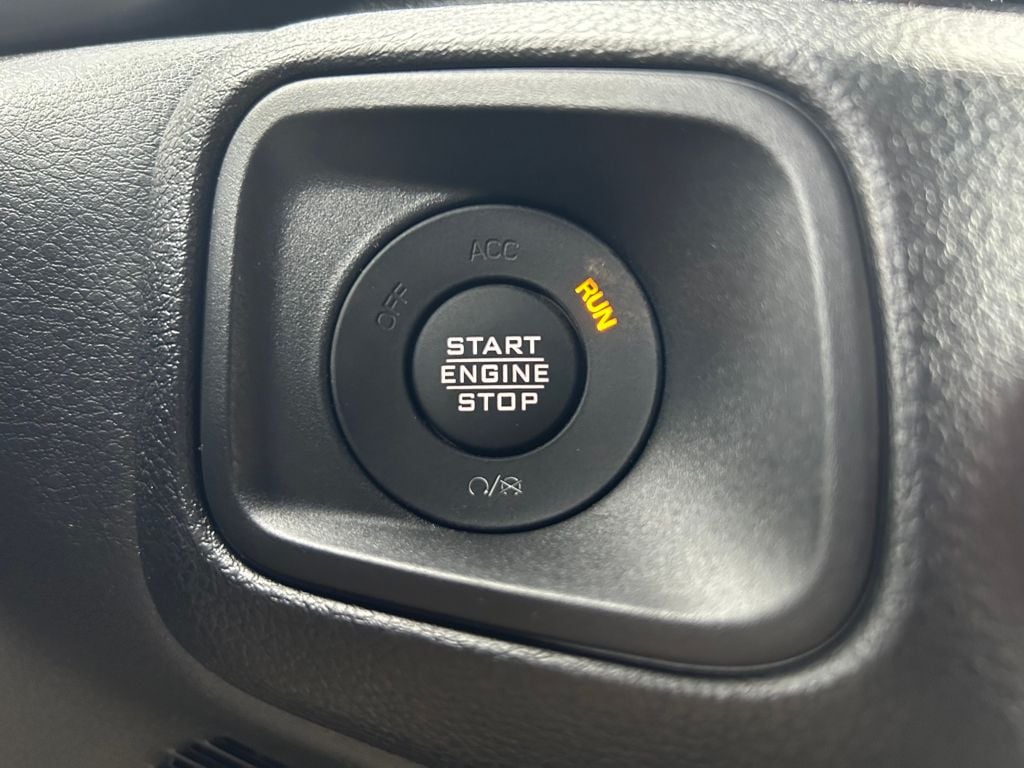 ACC
OFF
RUN
START
ENGINE
STOP